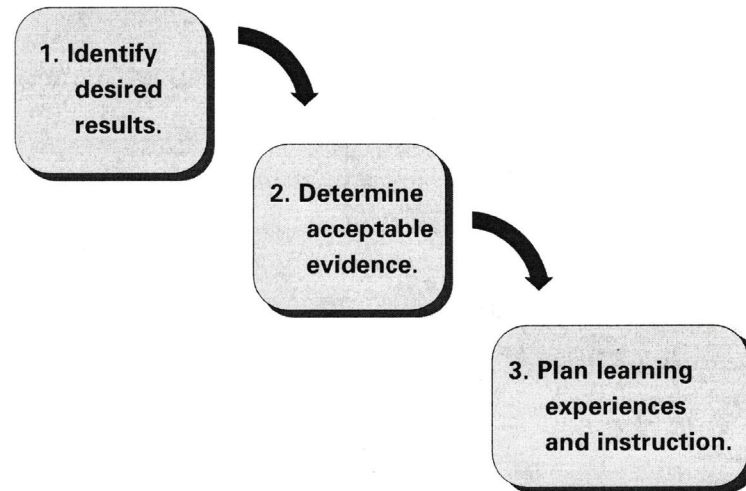 1. Identify
desired
results.
2. Determine
acceptable
evidence.
3. Plan learning
experiences
and instruction.